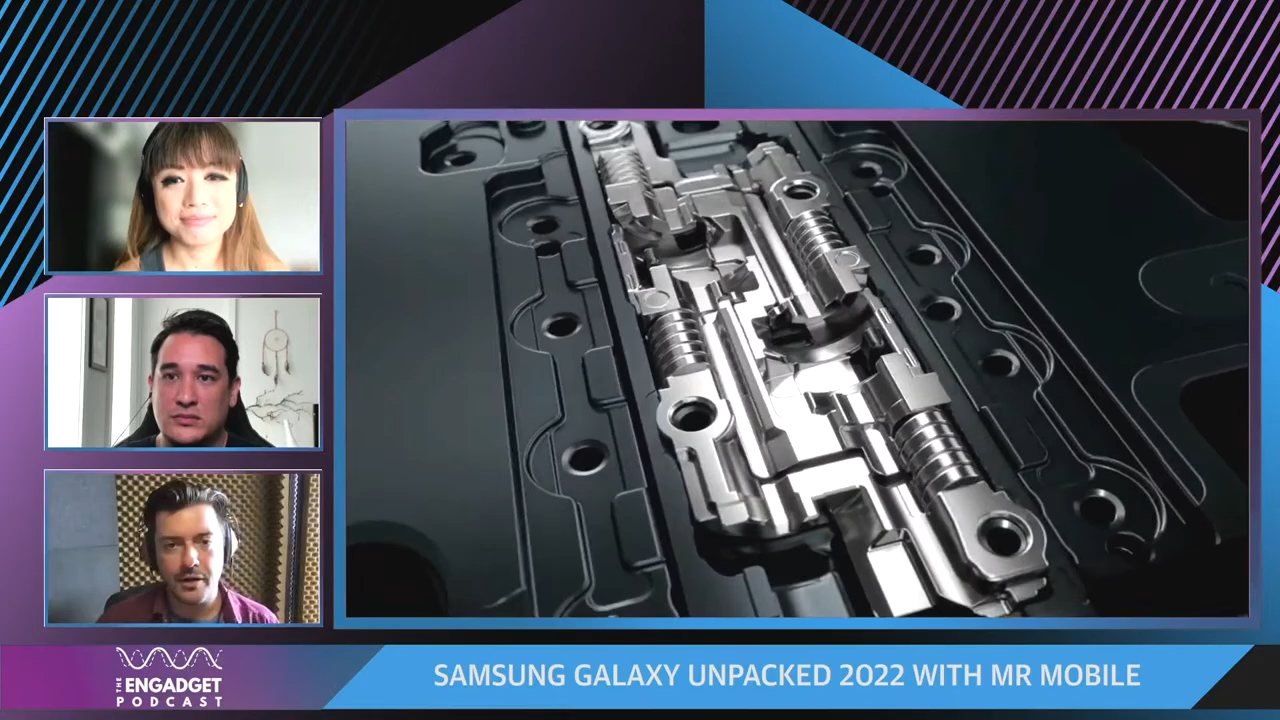 THE
ENGADGET
PODCAST
SAMSUNG GALAXY UNPACKED 2022 WITH MR MOBILE